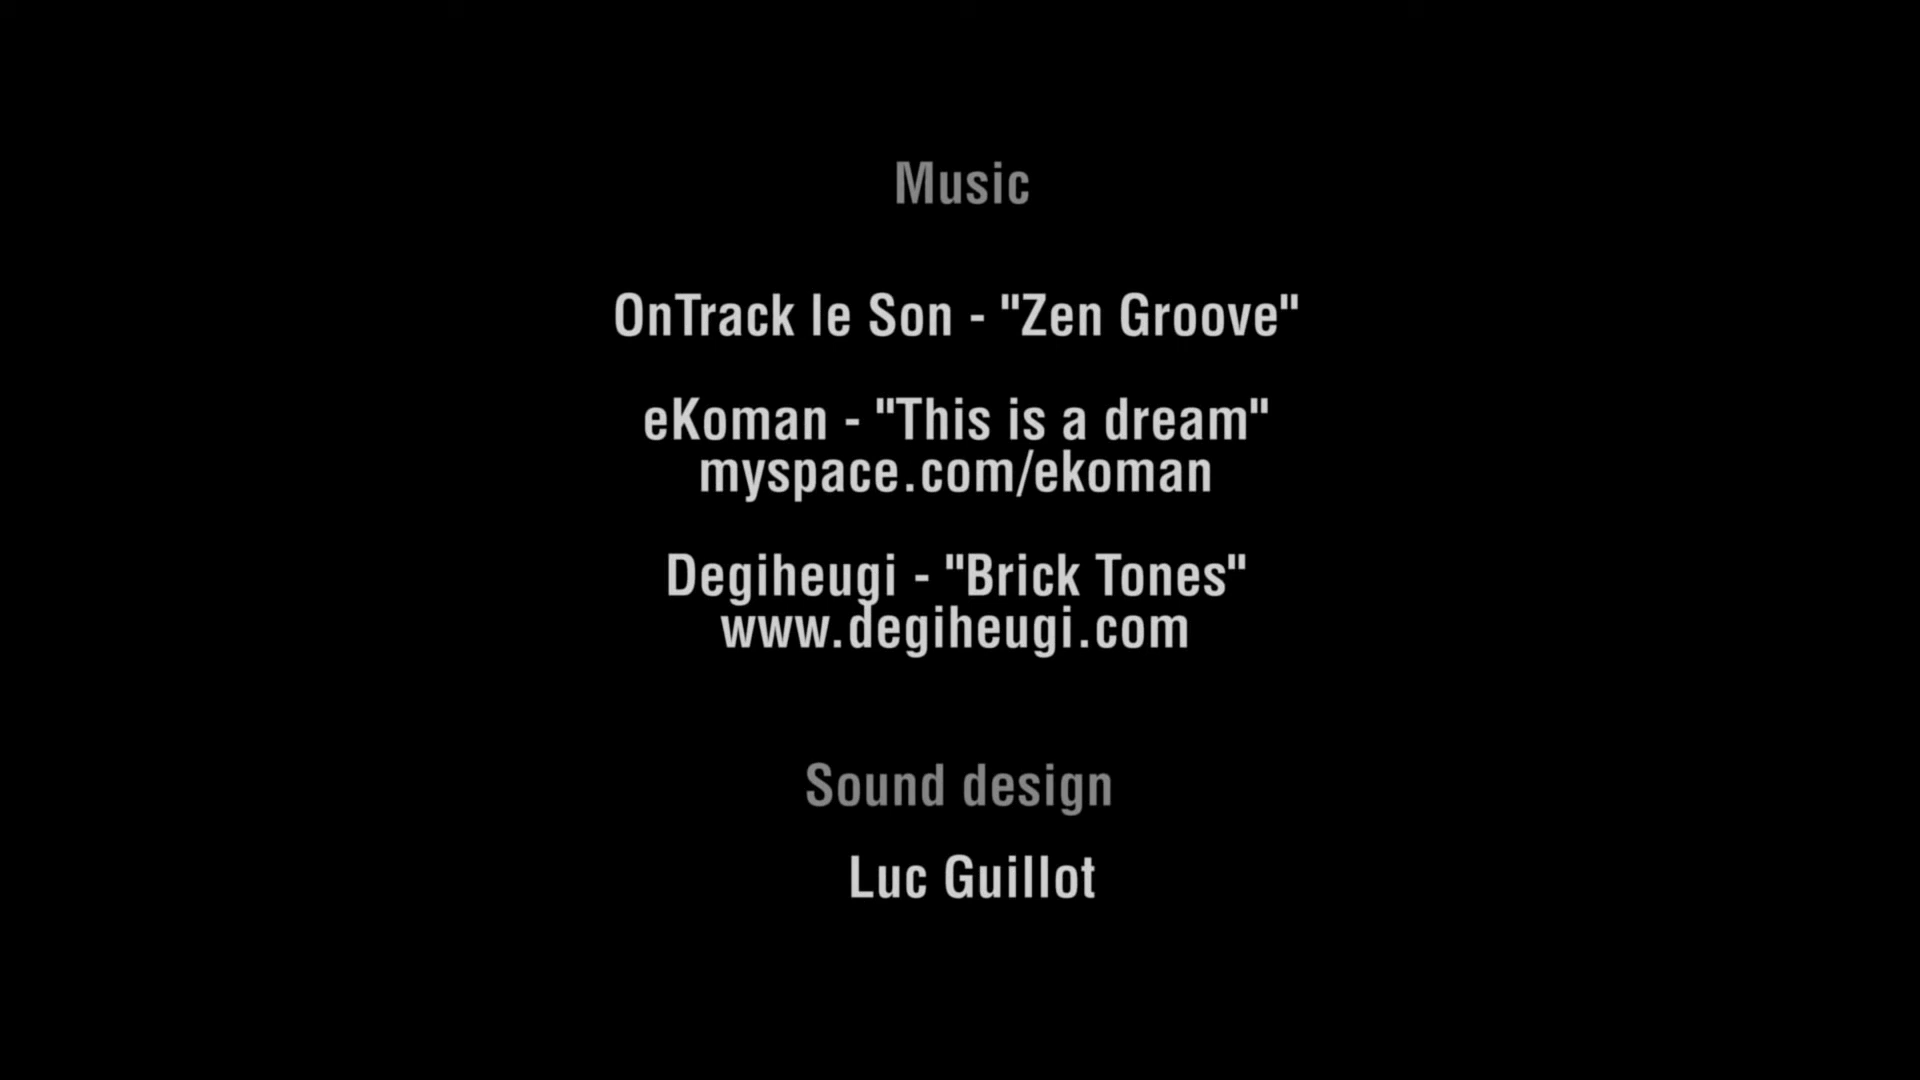 Music
OnTrack le Son - "Zen Groove"
eKoman - "This is a dream"
myspace.com/ekoman
Degiheugi - "Brick Tones"
www.degiheugi.com
Sound design
Luc Guillot